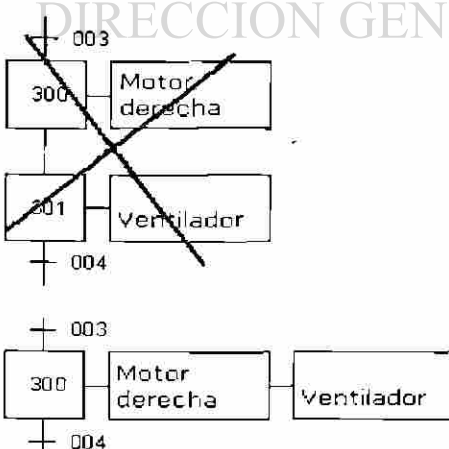 DIRECCION GEN
003
300
Motor
derecha
301
Ventilador
004
003
300
Motor
derecha
Ventilador
004